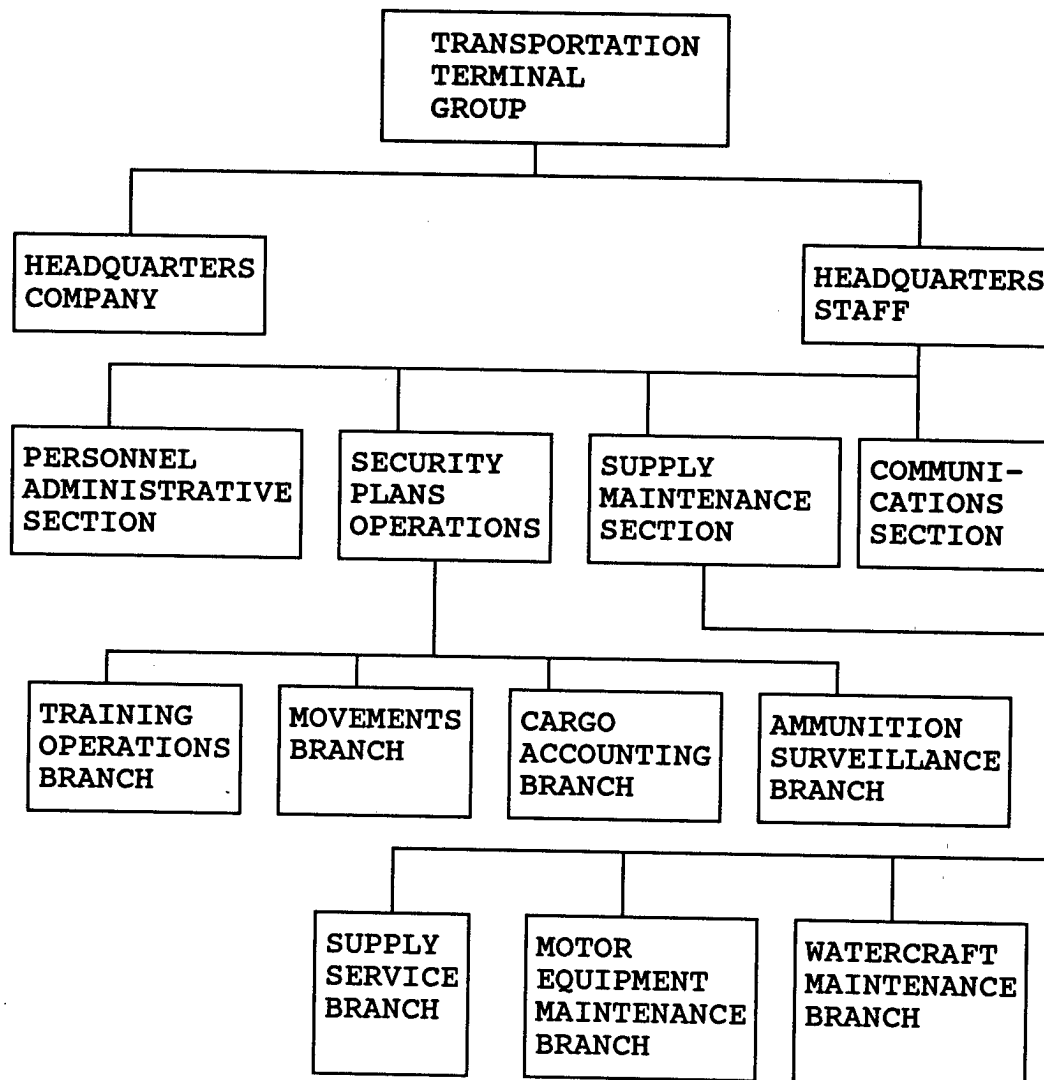 TRANSPORTATION
TERMINAL
GROUP
HEADQUARTERS
COMPANY
HEADQUARTERS
STAFF
PERSONNEL
ADMINISTRATIVE
SECTION
SECURITY
PLANS
OPERATIONS
SUPPLY
MAINTENANCE
SECTION
COMMUNI-
CATIONS
SECTION
TRAINING
OPERATIONS
BRANCH
MOVEMENTS
BRANCH
CARGO
ACCOUNTING
BRANCH
AMMUNITION
SURVEILLANCE
BRANCH
SUPPLY
SERVICE
BRANCH
MOTOR
EQUIPMENT
MAINTENANCE
BRANCH
WATERCRAFT
MAINTENANCE
BRANCH